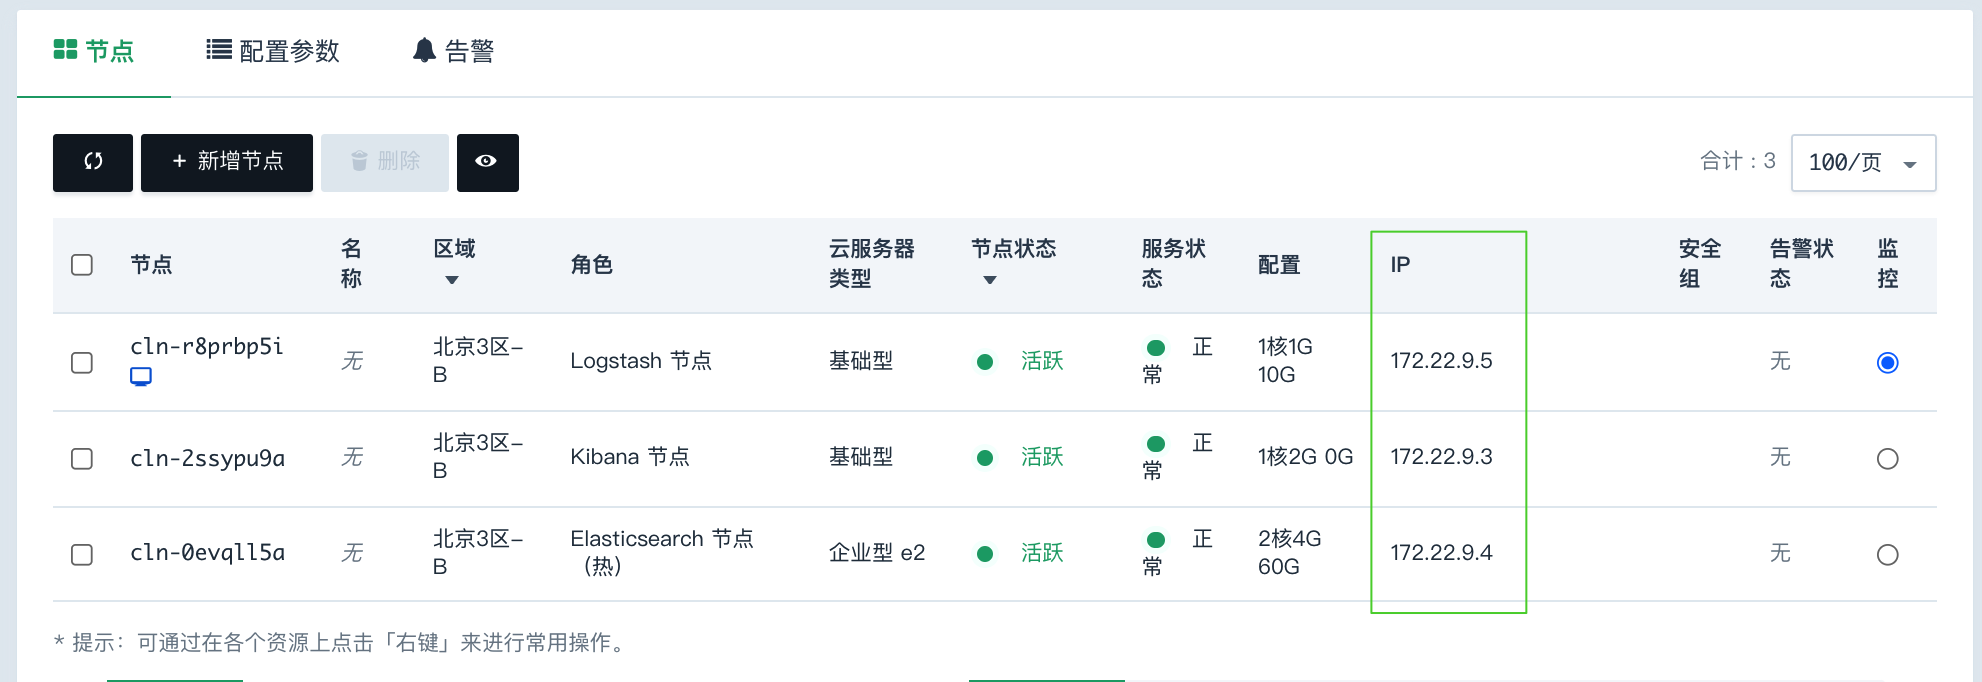 节点 配置参数 告警
+ 新增节点 删除 合计：3 100/页
节点 名称 区域 角色 云服务器类型 节点状态 服务状态 配置 IP 安全组 告警状态 监控
cln-r8prbp5i 无 北京3区-B Logstash 节点 基础型 活跃 正常 1核1G 10G 172.22.9.5 无
cln-2ssypu9a 无 北京3区-B Kibana 节点 基础型 活跃 正常 1核2G 0G 172.22.9.3 无
cln-0evqll5a 无 北京3区-B Elasticsearch 节点（热） 企业型 e2 活跃 正常 2核4G 60G 172.22.9.4 无
* 提示：可通过在各个资源上点击「右键」来进行常用操作。